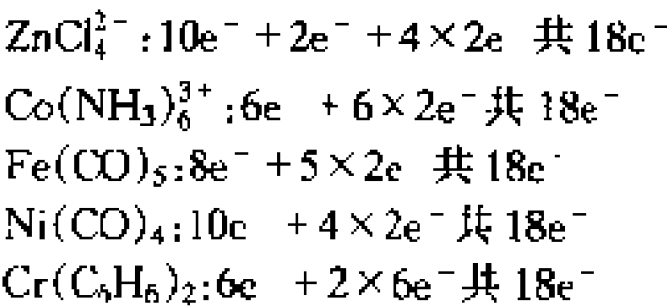 ZnCl₄²⁻:10e⁻+2e⁻+4×2e 共18e⁻
Co(NH₃)₆³⁺:6e +6×2e⁻共18e⁻
Fe(CO)₅:8e⁻+5×2e 共18e⁻
Ni(CO)₄:10e +4×2e⁻共18e⁻
Cr(C₆H₆)₂:6e +2×6e⁻共18e⁻